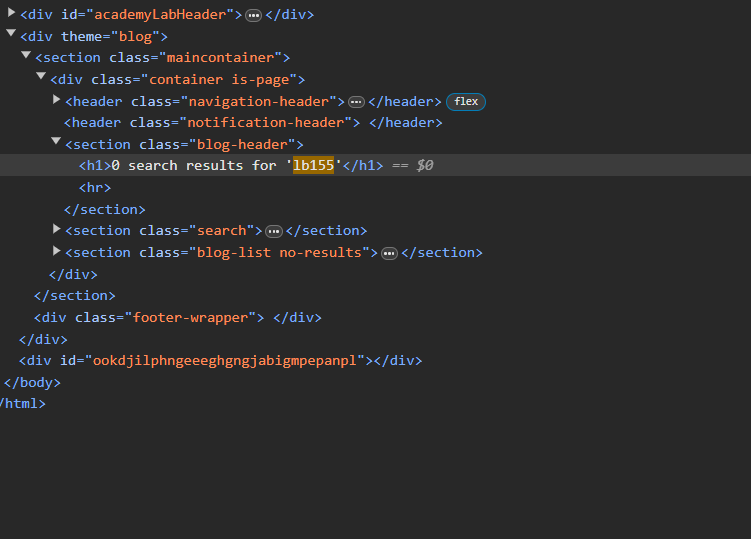 <div id="academyLabHeader"> ⋯ </div>
<div theme="blog">
<section class="maincontainer">
<div class="container is-page">
<header class="navigation-header"> ⋯ </header> flex
<header class="notification-header"> </header>
<section class="blog-header">
<h1>0 search results for 'lb155'</h1> == $0
<hr>
</section>
<section class="search"> ⋯ </section>
<section class="blog-list no-results"> ⋯ </section>
</div>
</section>
<div class="footer-wrapper"> </div>
</div>
<div id="ookdjilphngeeeghgngjabigmpepanpl"></div>
</body>
/html>